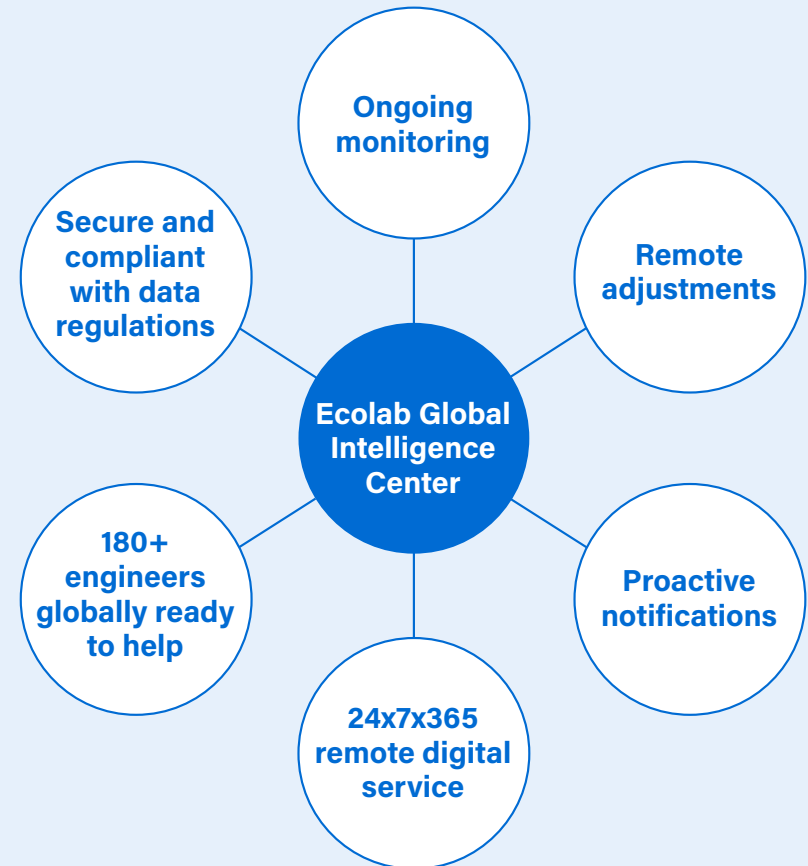 Ongoing
monitoring
Secure and
compliant
with data
regulations
Remote
adjustments
Ecolab Global
Intelligence
Center
180+
engineers
globally ready
to help
Proactive
notifications
24x7x365
remote digital
service